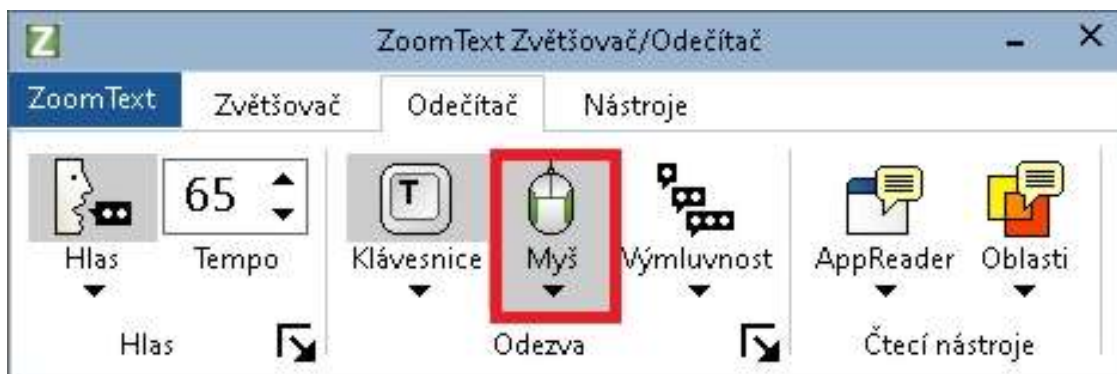 Z ZoomText Zvětšovač/Odečítač
ZoomText Zvětšovač Odečítač Nástroje
65
T
Hlas Tempo Klávesnice Myš Výmluvnost AppReader Oblasti
Hlas Odezva Čtecí nástroje